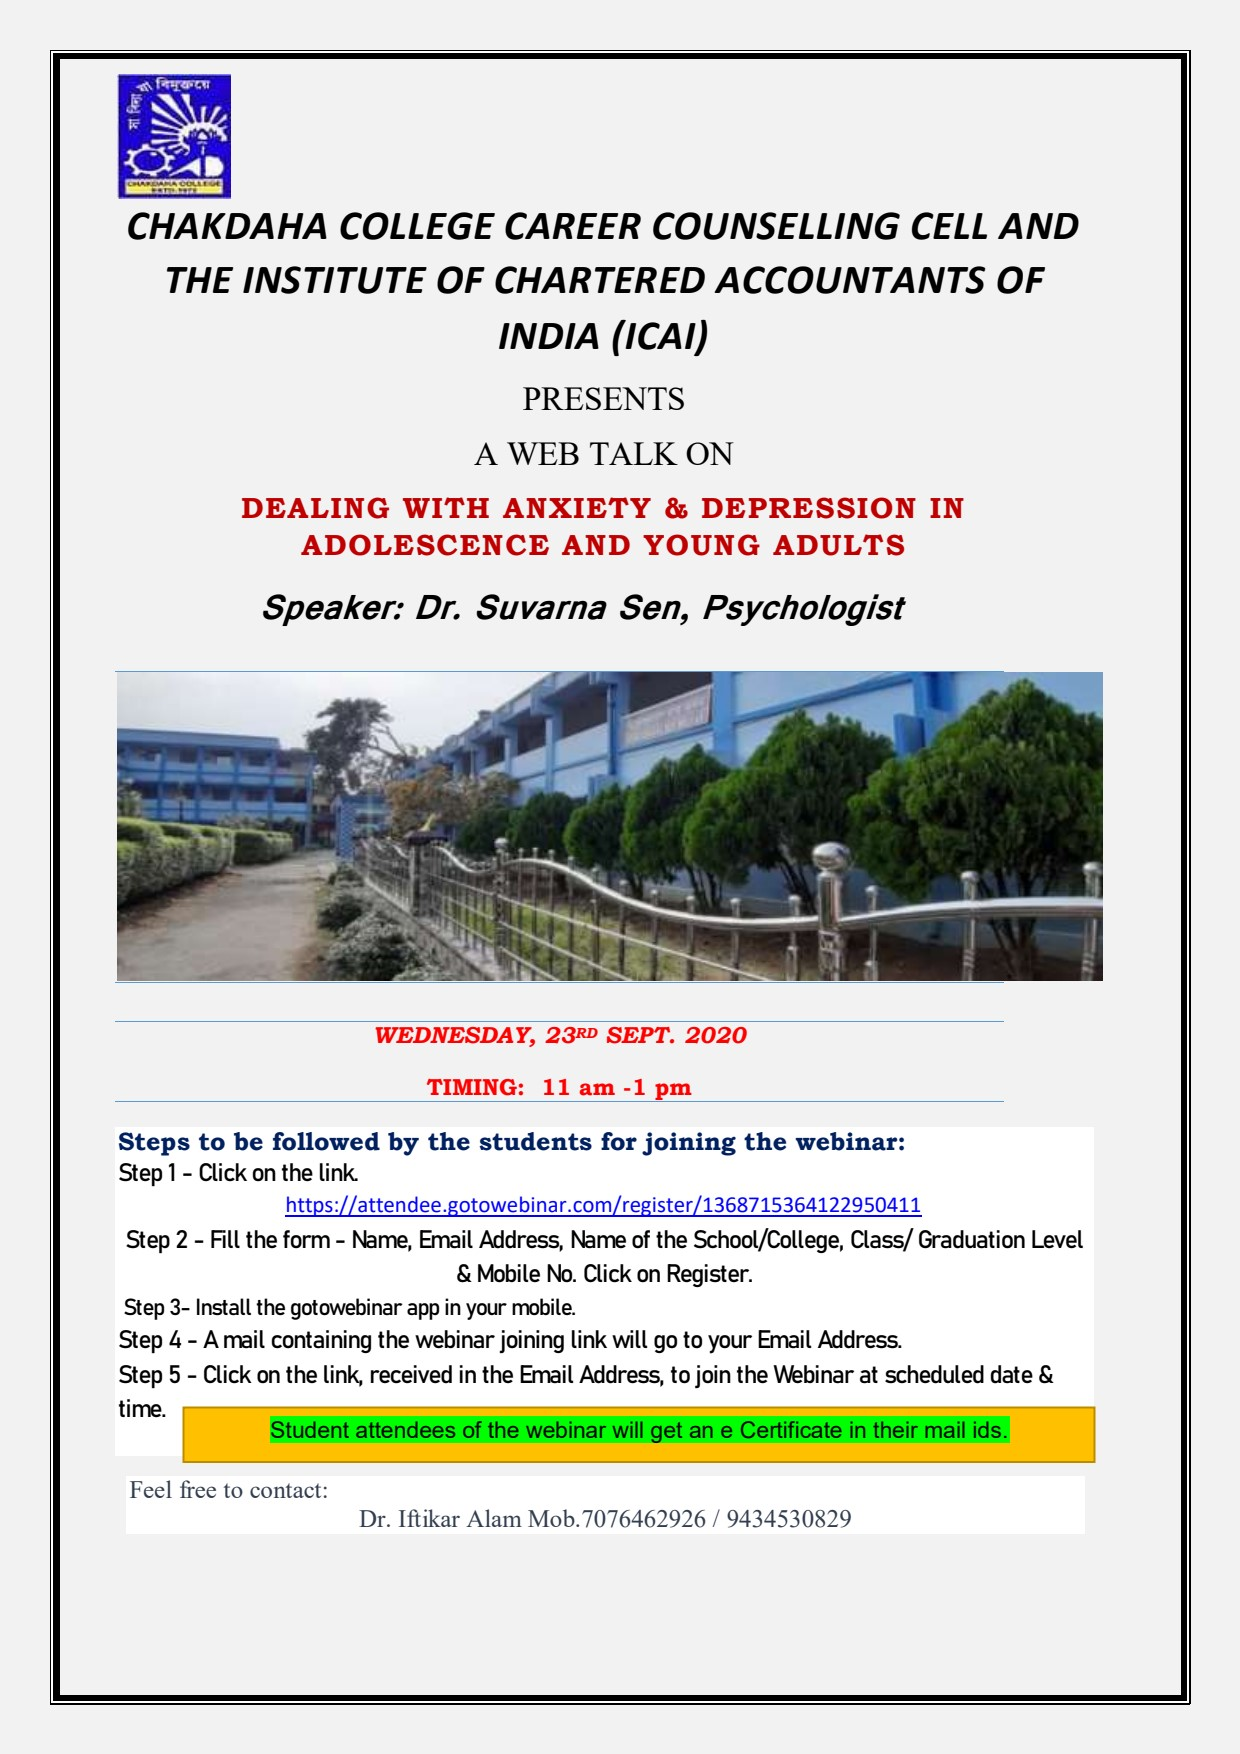 সা বিদ্যা যা বিমুক্তয়ে
CHAKDAHA COLLEGE
ESTD.1972
CHAKDAHA COLLEGE CAREER COUNSELLING CELL AND
THE INSTITUTE OF CHARTERED ACCOUNTANTS OF
INDIA (ICAI)
PRESENTS
A WEB TALK ON
DEALING WITH ANXIETY & DEPRESSION IN
ADOLESCENCE AND YOUNG ADULTS
Speaker: Dr. Suvarna Sen, Psychologist
WEDNESDAY, 23RD SEPT. 2020
TIMING:  11 am -1 pm
Steps to be followed by the students for joining the webinar:
Step 1 - Click on the link.
https://attendee.gotowebinar.com/register/1368715364122950411
Step 2 - Fill the form - Name, Email Address, Name of the School/College, Class/ Graduation Level
& Mobile No. Click on Register.
Step 3- Install the gotowebinar app in your mobile.
Step 4 - A mail containing the webinar joining link will go to your Email Address.
Step 5 - Click on the link, received in the Email Address, to join the Webinar at scheduled date &
time.
Student attendees of the webinar will get an e Certificate in their mail ids.
Feel free to contact:
Dr. Iftikar Alam Mob.7076462926 / 9434530829